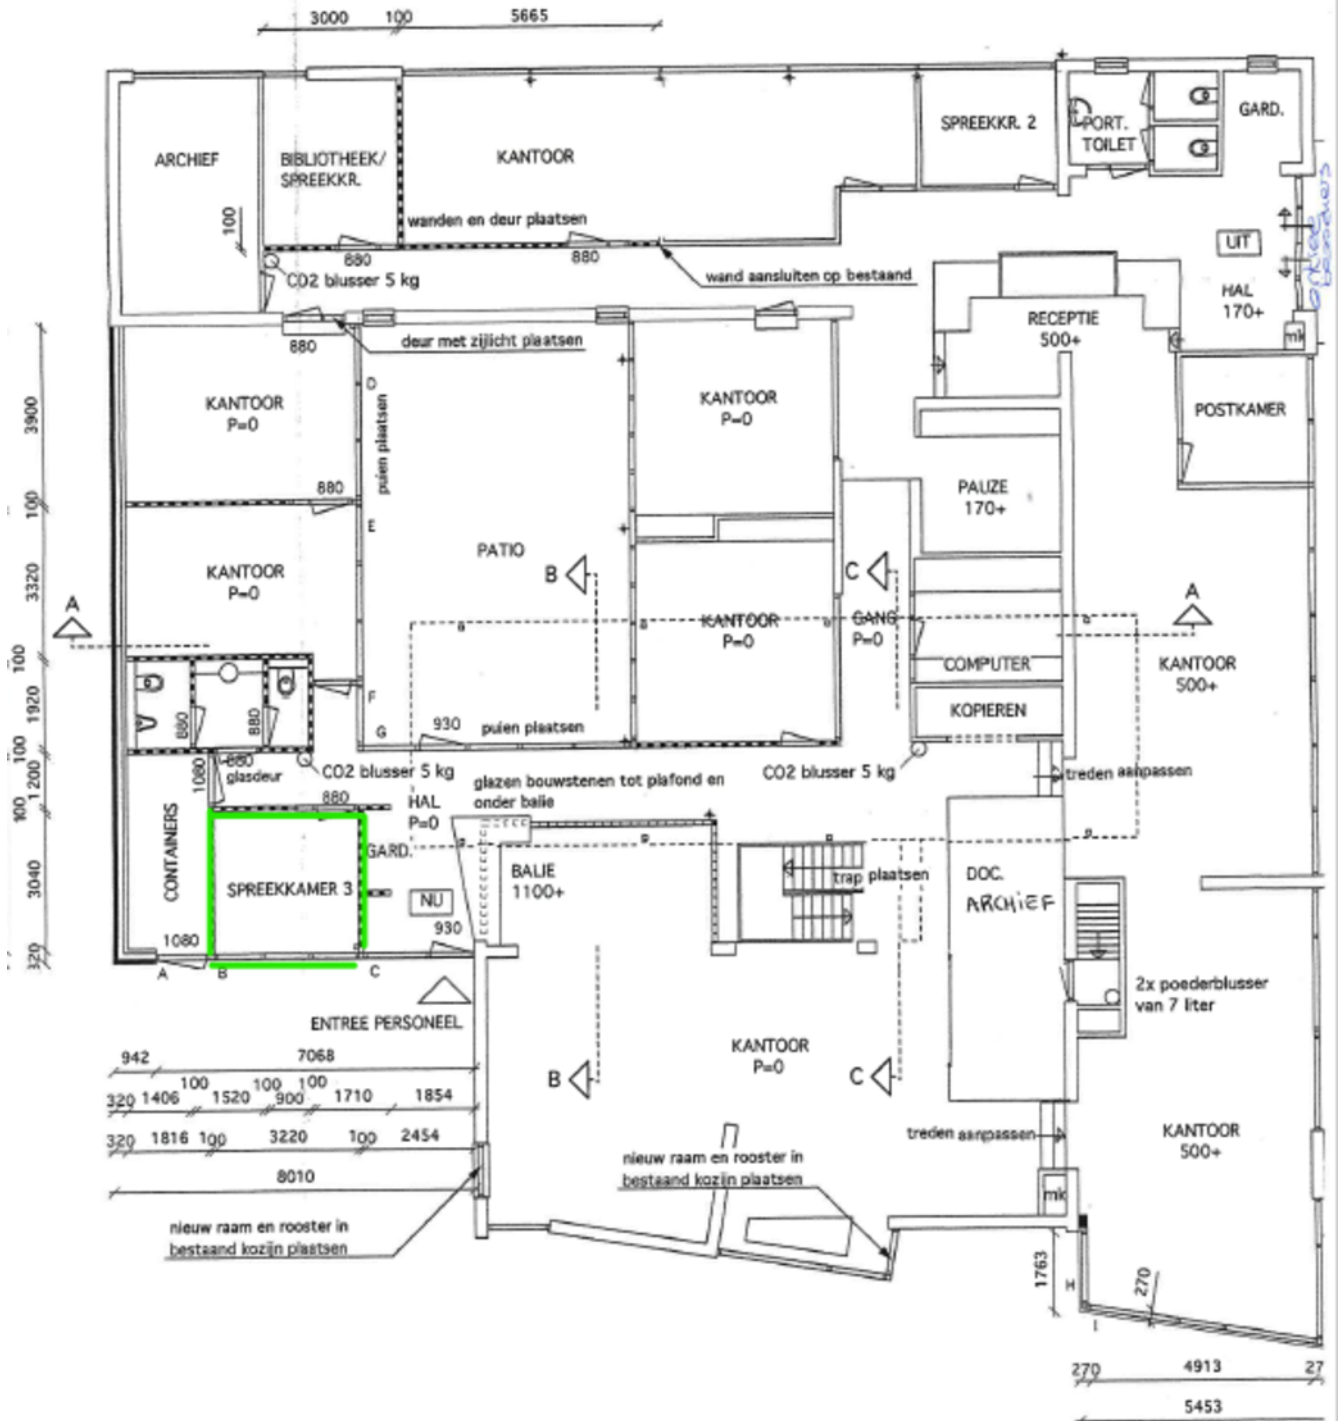 3000 100 5665
ARCHIEF
BIBLIOTHEEK/
SPREEKKR.
KANTOOR
SPREEKKR. 2
PORT.
TOILET
GARD.
100
wanden en deur plaatsen
880
880
CO2 blusser 5 kg
wand aansluiten op bestaand
UIT
HAL
170+
RECEPTIE
500+
mk
880
deur met zijlicht plaatsen
KANTOOR
P=0
D
puien plaatsen
KANTOOR
P=0
POSTKAMER
3900
880
100
E
PAUZE
170+
PATIO
KANTOOR
P=0
3320
B
C
A
A
KANTOOR
P=0
GANG
P=0
COMPUTER
KANTOOR
500+
100
1920
880
880
F
G
930
puien plaatsen
KOPIEREN
100
1200
1080
880
glasdeur
CO2 blusser 5 kg
glazen bouwstenen tot plafond en
onder balie
CO2 blusser 5 kg
treden aanpassen
100
880
HAL
P=0
CONTAINERS
GARD.
3040
SPREEKKAMER 3
NU
BALIE
1100+
trap plaatsen
DOC.
ARCHIEF
1080
930
320
A
B
C
2x poederblusser
van 7 liter
ENTREE PERSONEEL
KANTOOR
P=0
B
C
942 7068
100 100 100
320 1406 1520 900 1710 1854
320 1816 100 3220 100 2454
8010
treden aanpassen
KANTOOR
500+
nieuw raam en rooster in
bestaand kozijn plaatsen
mk
nieuw raam en rooster in
bestaand kozijn plaatsen
1763
H
270
I
270 4913 27
5453